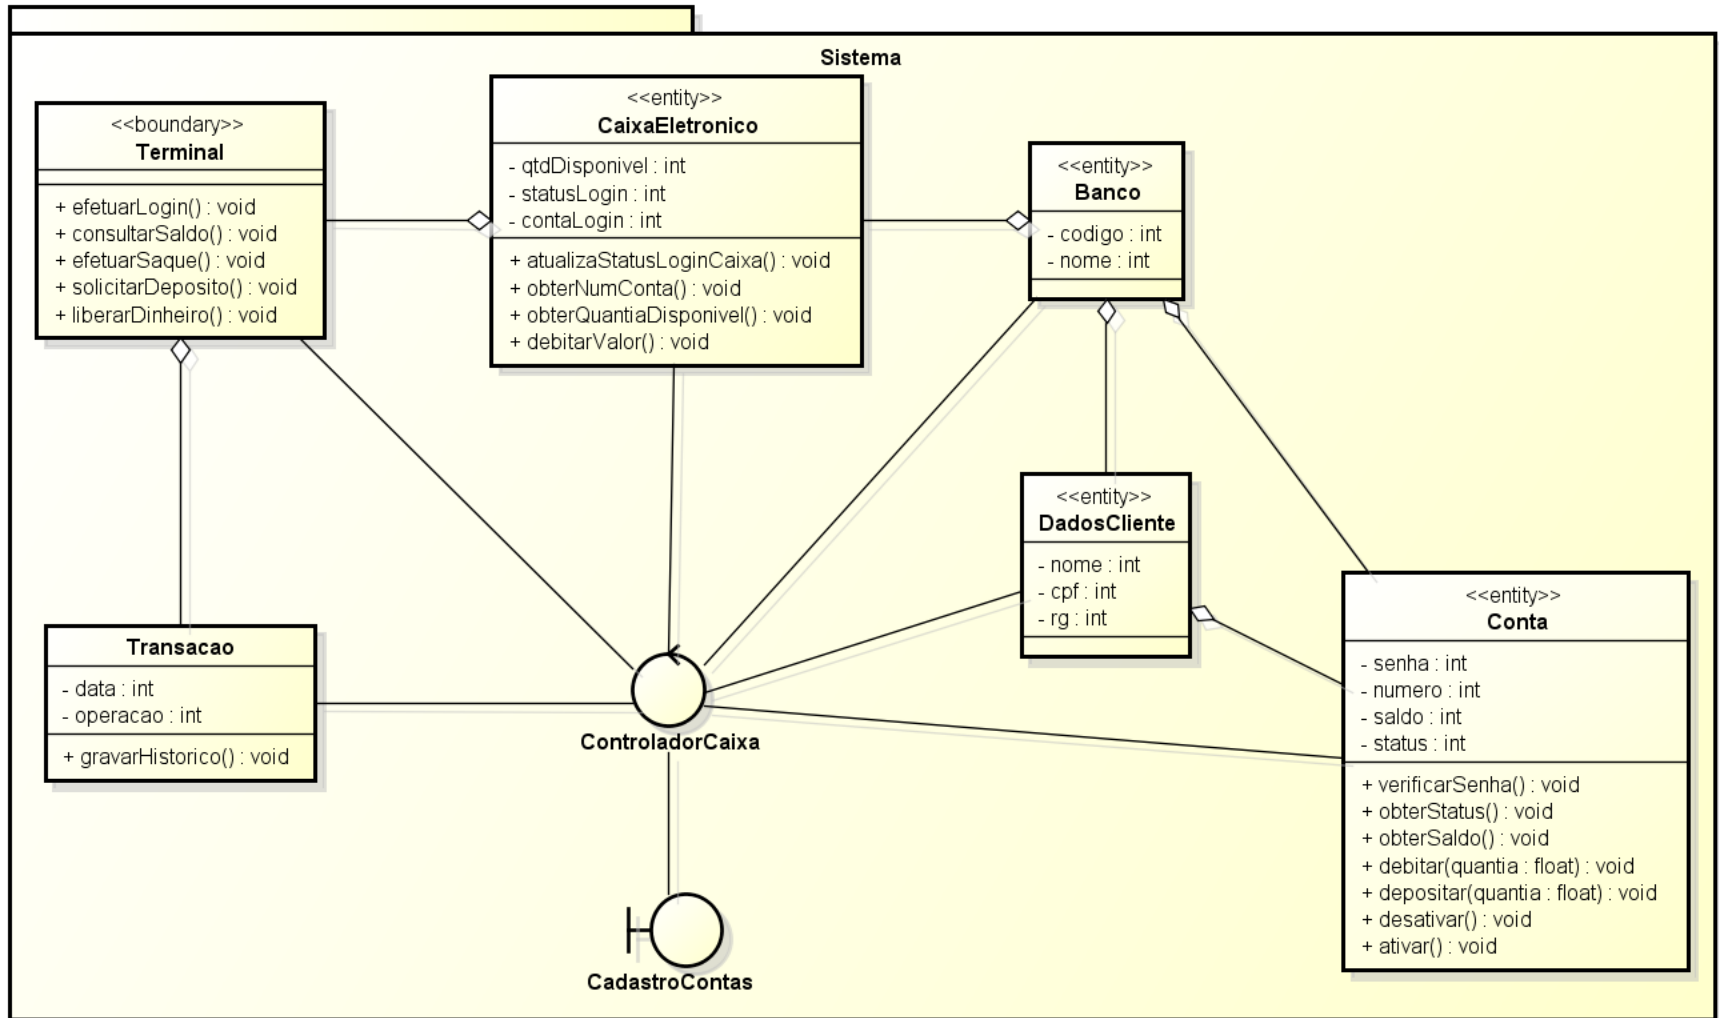 Sistema
<<boundary>>
Terminal
+ efetuarLogin() : void
+ consultarSaldo() : void
+ efetuarSaque() : void
+ solicitarDeposito() : void
+ liberarDinheiro() : void
<<entity>>
CaixaEletronico
- qtdDisponivel : int
- statusLogin : int
- contaLogin : int
+ atualizaStatusLoginCaixa() : void
+ obterNumConta() : void
+ obterQuantiaDisponivel() : void
+ debitarValor() : void
<<entity>>
Banco
- codigo : int
- nome : int
<<entity>>
DadosCliente
- nome : int
- cpf : int
- rg : int
<<entity>>
Conta
- senha : int
- numero : int
- saldo : int
- status : int
+ verificarSenha() : void
+ obterStatus() : void
+ obterSaldo() : void
+ debitar(quantia : float) : void
+ depositar(quantia : float) : void
+ desativar() : void
+ ativar() : void
Transacao
- data : int
- operacao : int
+ gravarHistorico() : void
ControladorCaixa
CadastroContas